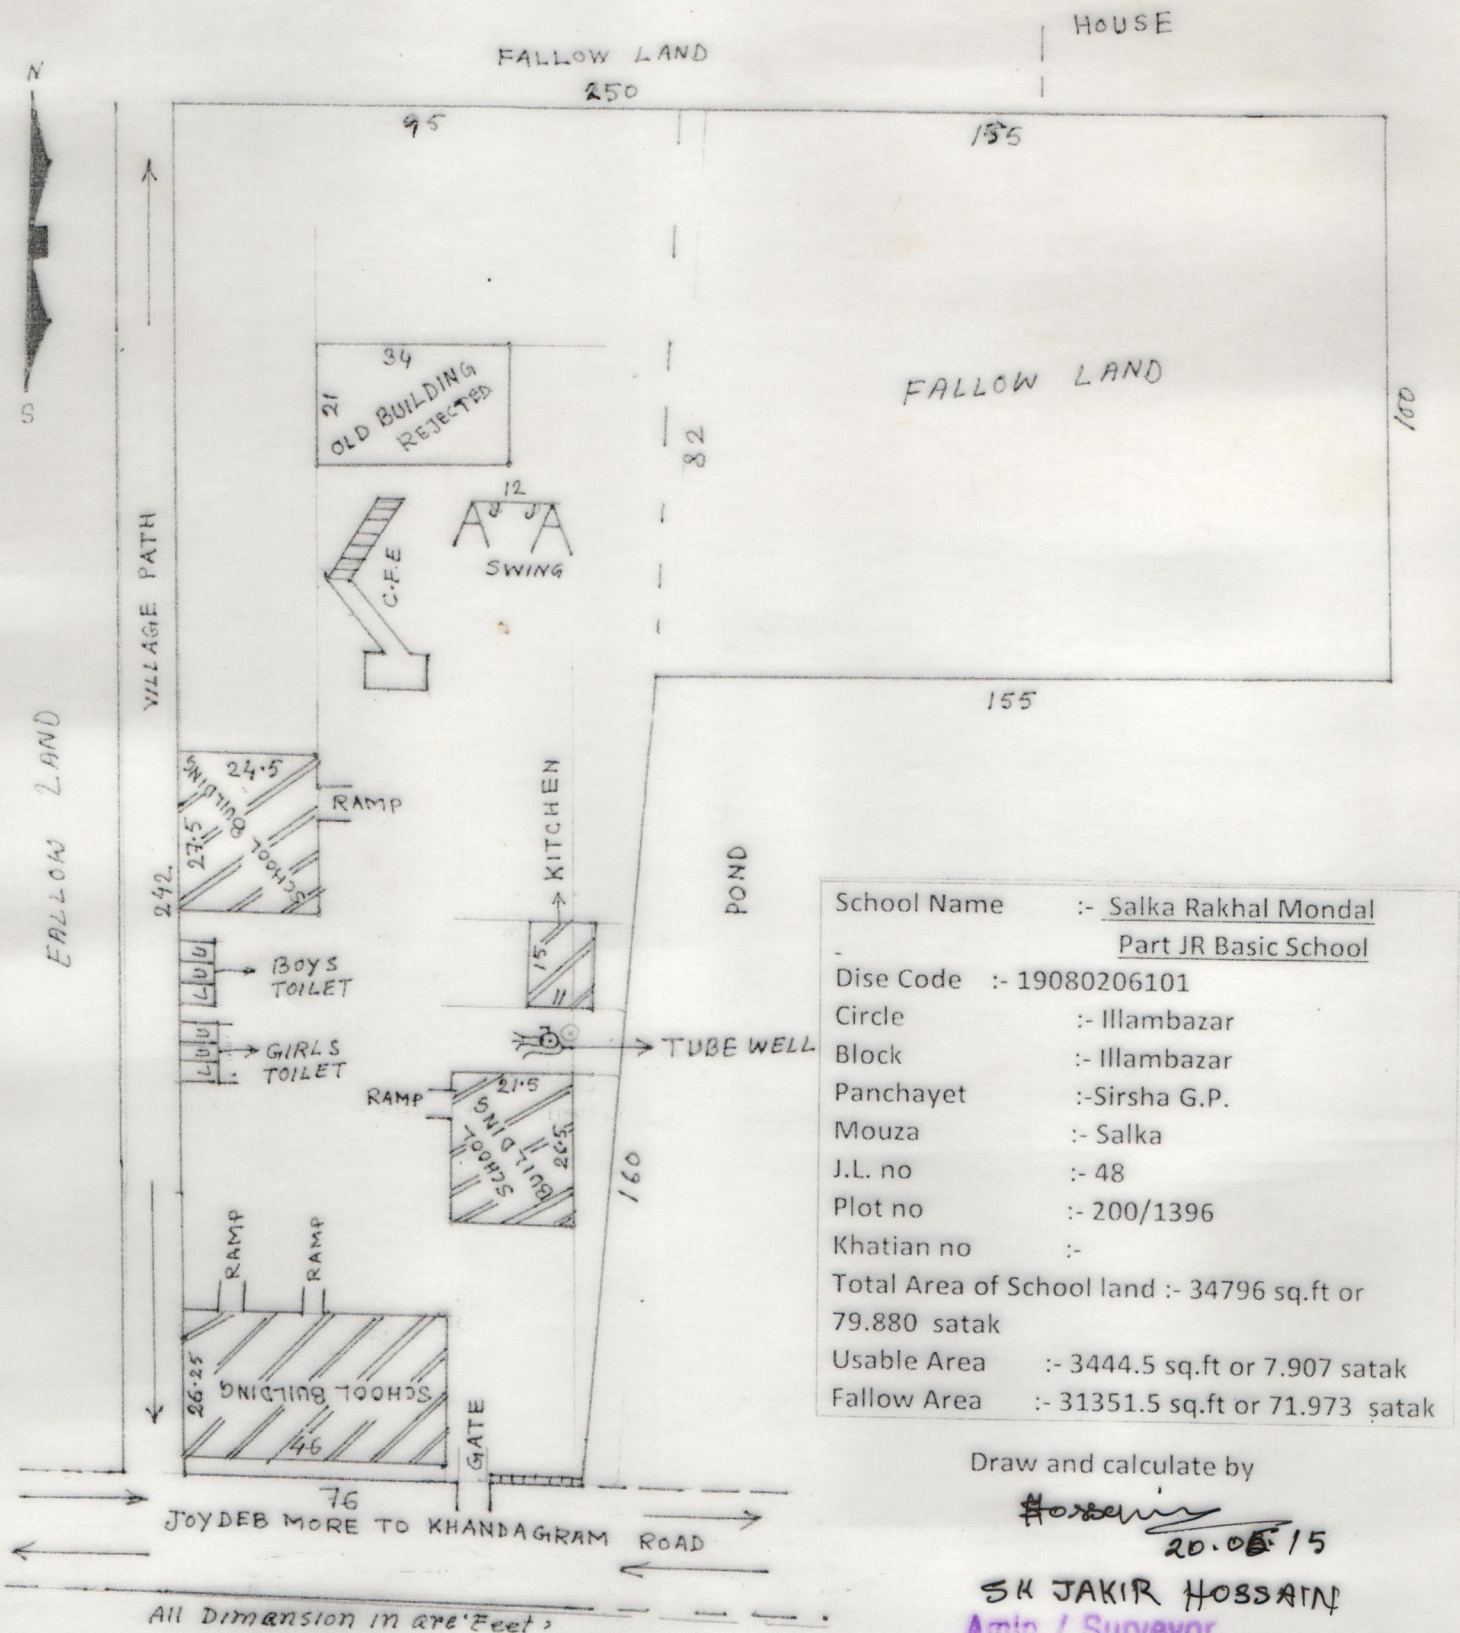 HOUSE
FALLOW LAND
250
N
95
155
S
34
21
OLD BUILDING
REJECTED
FALLOW LAND
100
82
12
SWING
C.F.E
VILLAGE PATH
155
FALLOW LAND
24.5
27.5
SCHOOL BUILDING
RAMP
KITCHEN
POND
242
15
11
BOYS
TOILET
GIRLS
TOILET
TUBE WELL
RAMP
21.5
26.5
SCHOOL
BUILDING
160
RAMP
RAMP
26.25
SCHOOL BUILDING
46
GATE
76
JOYDEB MORE TO KHANDAGRAM ROAD
All Dimansion in are Feet,
School Name :- Salka Rakhal Mondal
Part JR Basic School
Dise Code :- 19080206101
Circle :- Illambazar
Block :- Illambazar
Panchayet :-Sirsha G.P.
Mouza :- Salka
J.L. no :- 48
Plot no :- 200/1396
Khatian no :-
Total Area of School land :- 34796 sq.ft or
79.880 satak
Usable Area :- 3444.5 sq.ft or 7.907 satak
Fallow Area :- 31351.5 sq.ft or 71.973 satak
Draw and calculate by
Hossain
20.05.15
SK JAKIR HOSSAIN
Amin / Surveyor